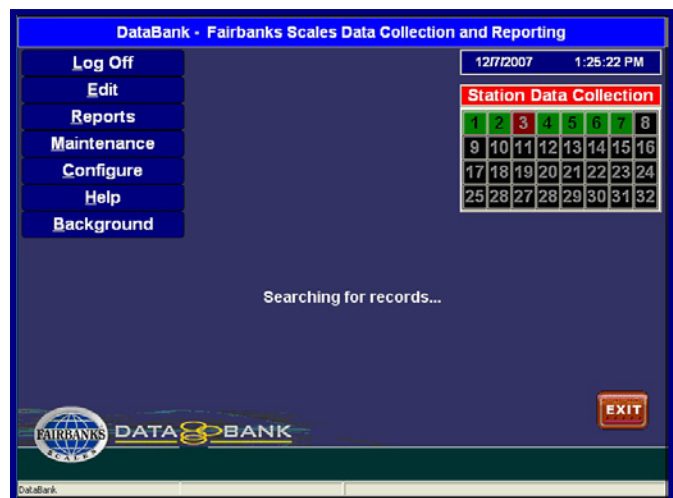 DataBank - Fairbanks Scales Data Collection and Reporting
Log Off
Edit
Reports
Maintenance
Configure
Help
Background
12/7/2007 1:25:22 PM
Station Data Collection
1 2 3 4 5 6 7 8
9 10 11 12 13 14 15 16
17 18 19 20 21 22 23 24
25 28 27 28 29 30 31 32
Searching for records...
EXIT
FAIRBANKS
SCALES
DATA BANK
DataBank